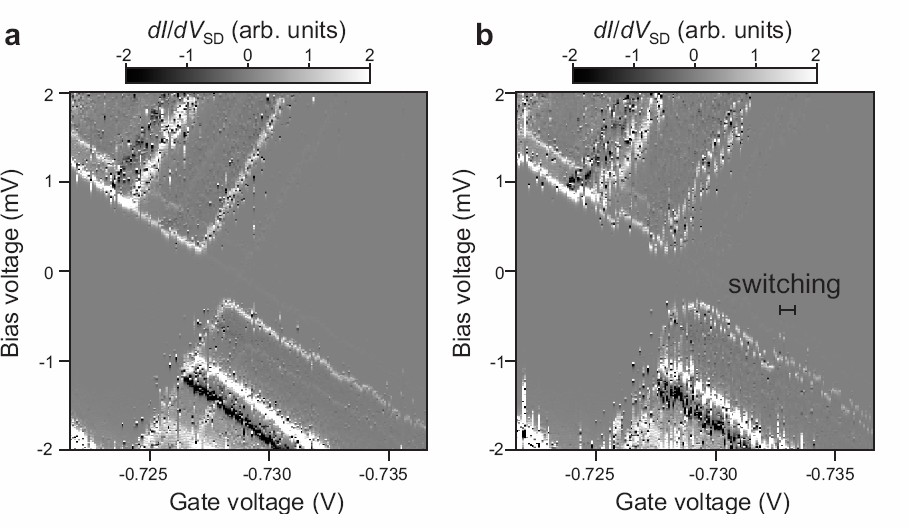 a
dI/dVSD (arb. units)
-2 -1 0 1 2
2
1
0
-1
-2
Bias voltage (mV)
-0.725 -0.730 -0.735
Gate voltage (V)
b
dI/dVSD (arb. units)
-2 -1 0 1 2
2
1
0
-1
-2
Bias voltage (mV)
switching
-0.725 -0.730 -0.735
Gate voltage (V)